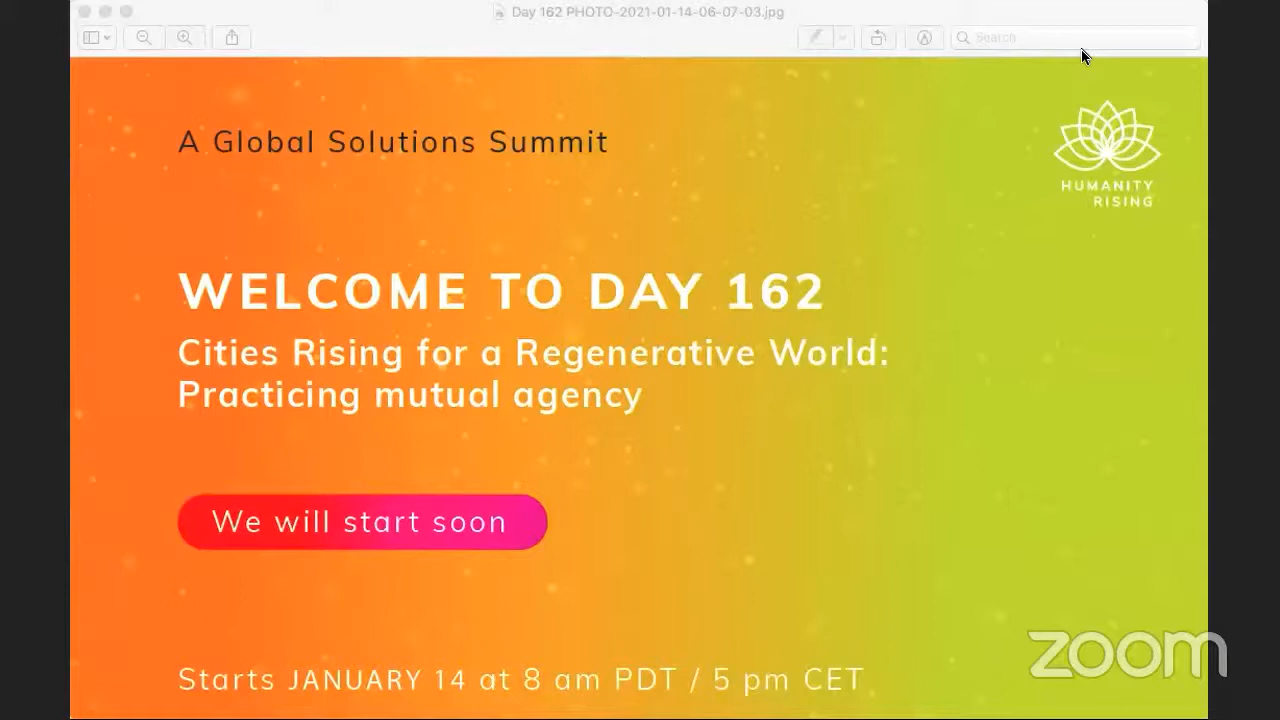 Day 162 PHOTO-2021-01-14-06-07-03.jpg
Search
A Global Solutions Summit
HUMANITY
RISING
WELCOME TO DAY 162
Cities Rising for a Regenerative World:
Practicing mutual agency
We will start soon
Starts JANUARY 14 at 8 am PDT / 5 pm CET
zoom